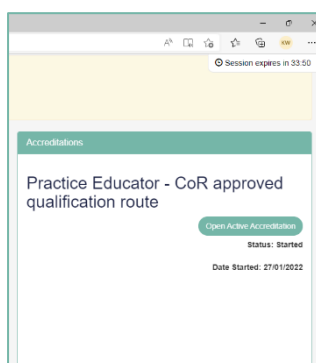 KW
Session expires in 33:50
Accreditations
Practice Educator - CoR approved
qualification route
Open Active Accreditation
Status: Started
Date Started: 27/01/2022